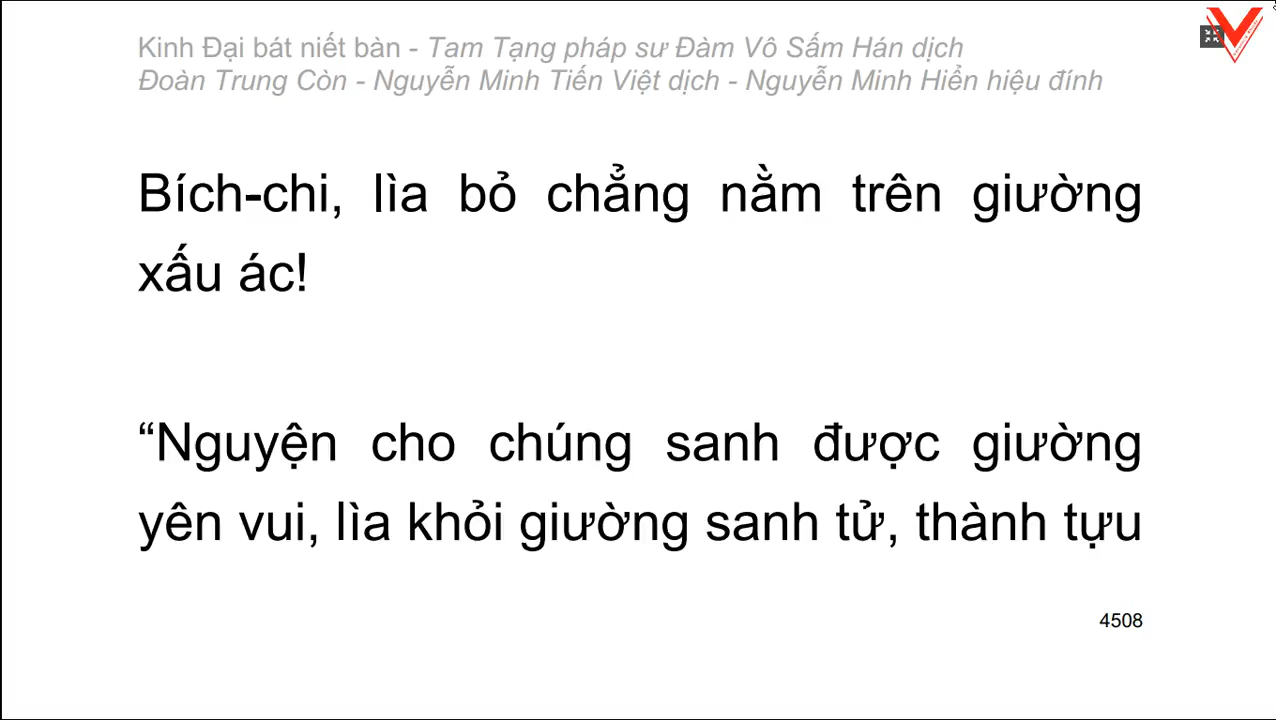 Kinh Đại bát niết bàn - Tam Tạng pháp sư Đàm Vô Sấm Hán dịch
Đoàn Trung Còn - Nguyễn Minh Tiến Việt dịch - Nguyễn Minh Hiển hiệu đính
Bích-chi, lìa bỏ chẳng nằm trên giường
xấu ác!
“Nguyện cho chúng sanh được giường
yên vui, lìa khỏi giường sanh tử, thành tựu
4508